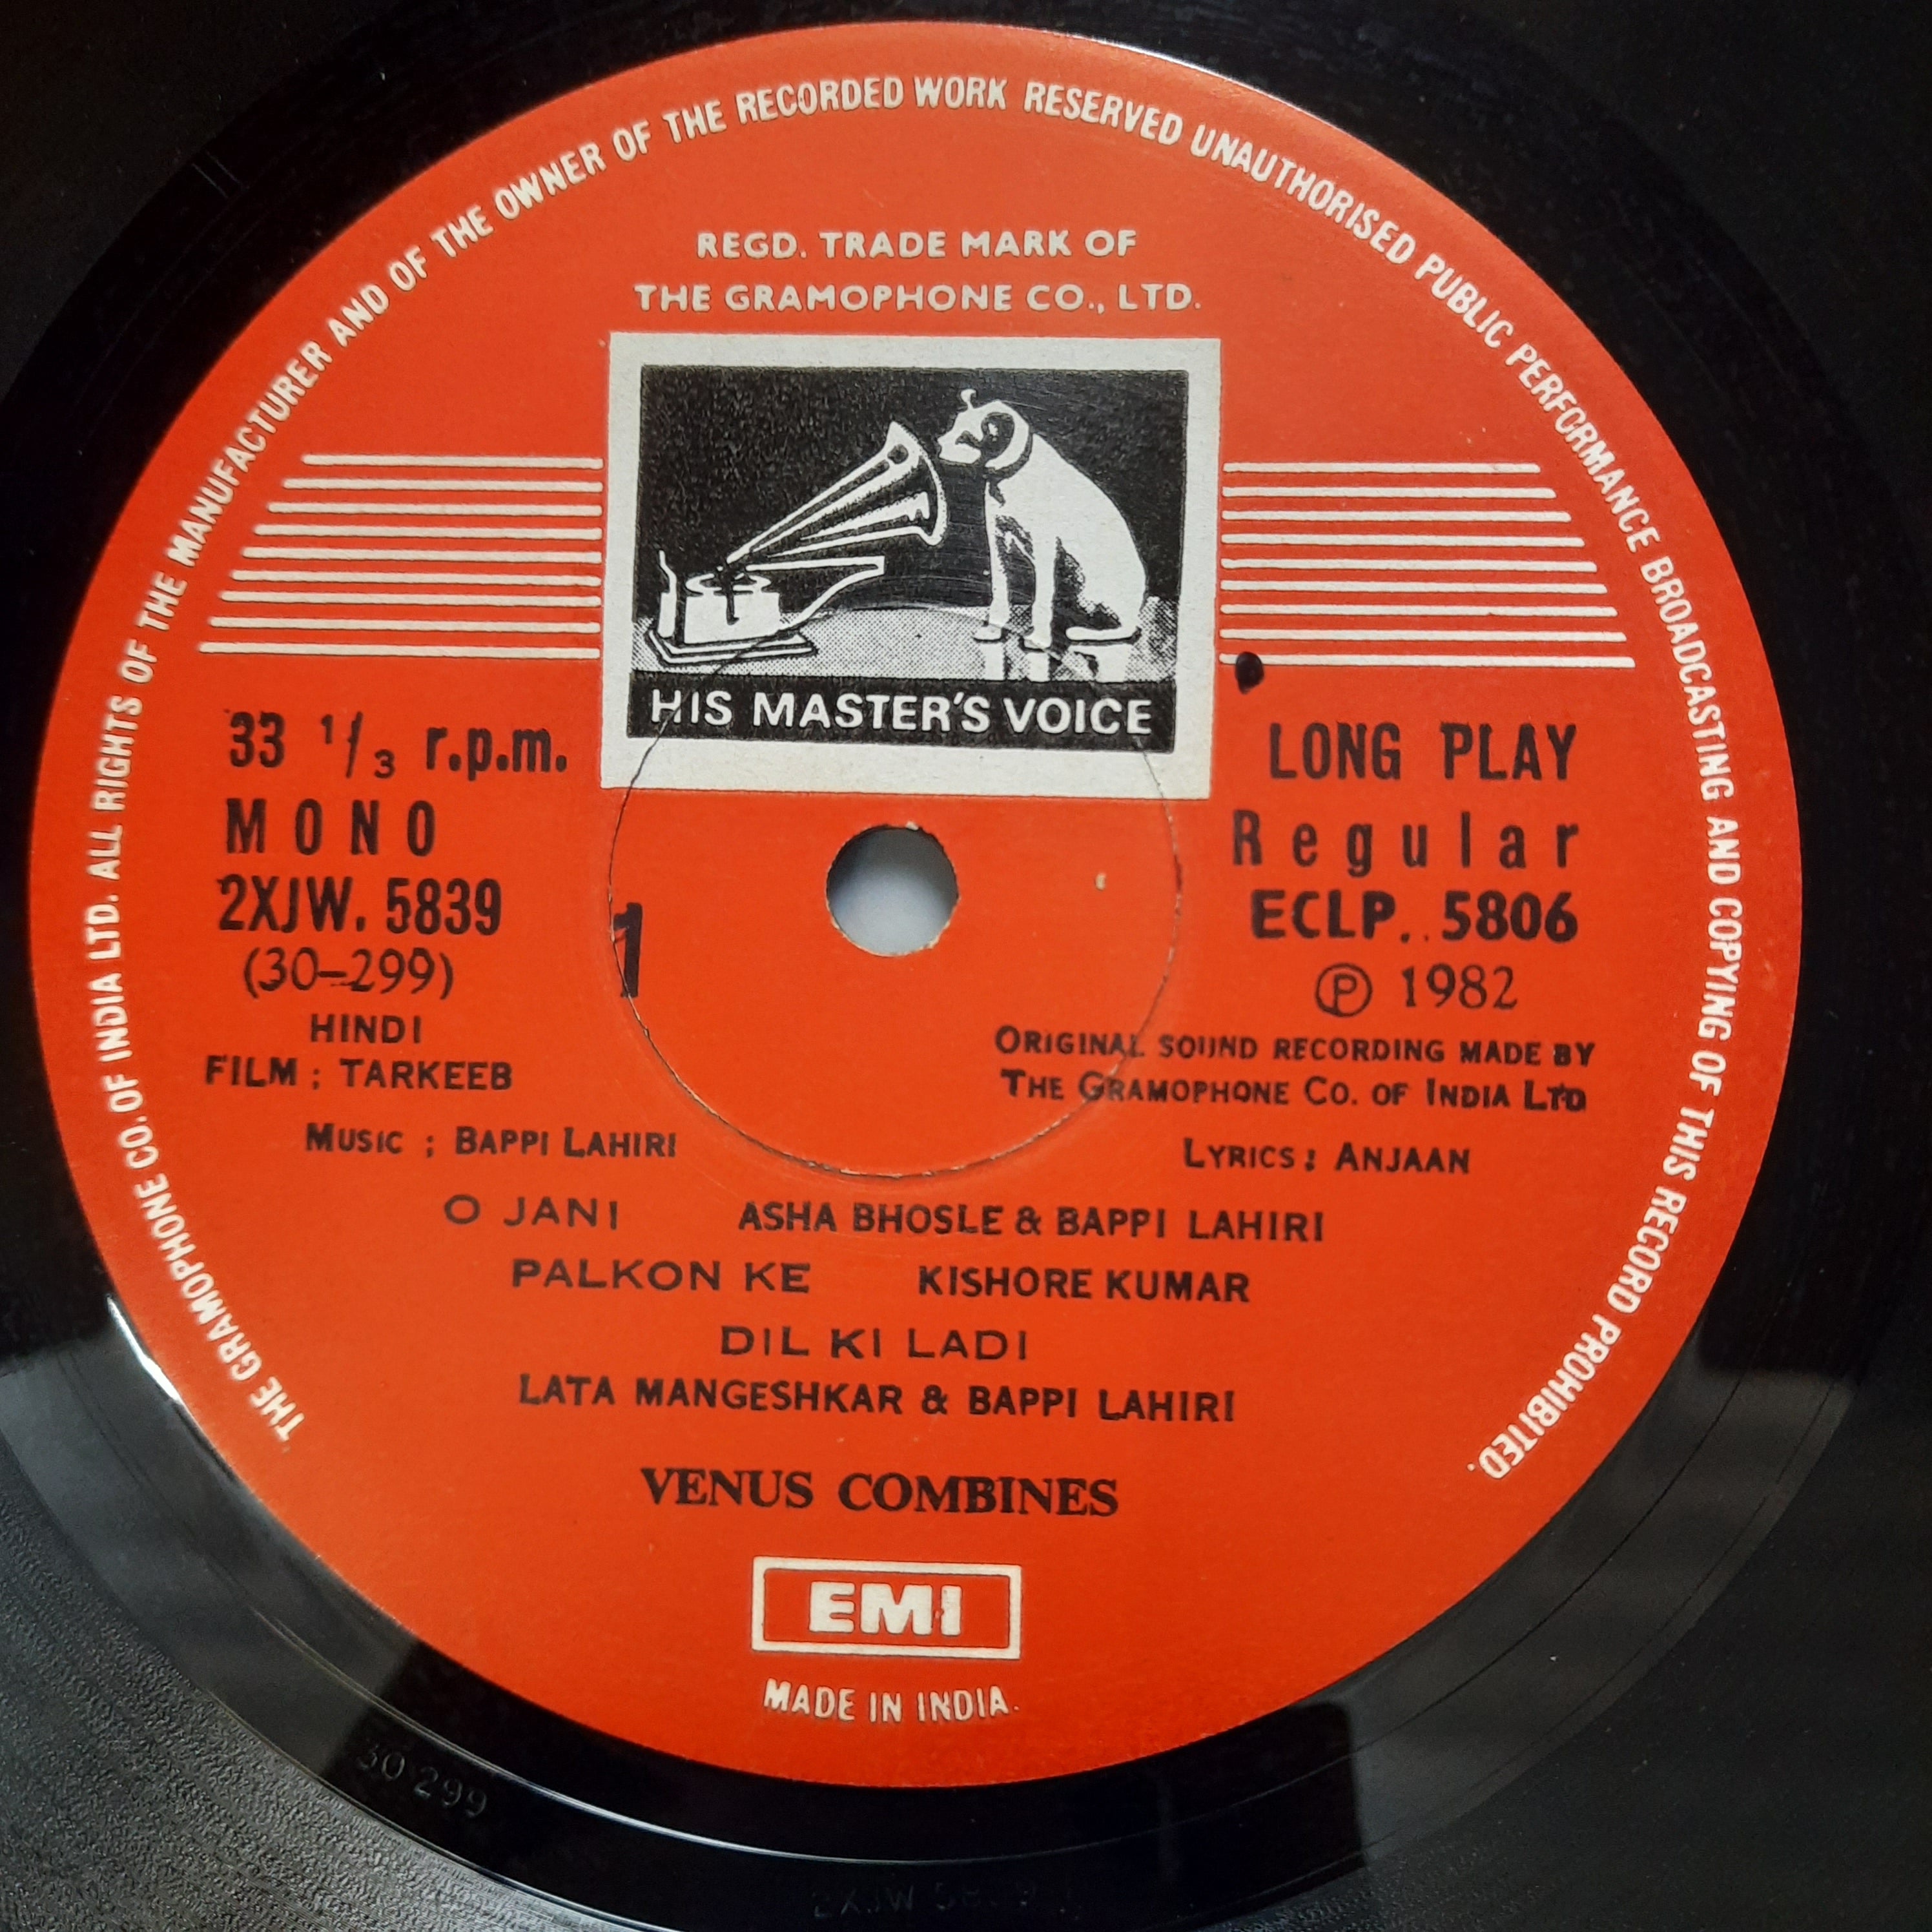 THE GRAMOPHONE CO. OF INDIA LTD. ALL RIGHTS OF THE MANUFACTURER AND OF THE OWNER OF THE RECORDED WORK RESERVED UNAUTHORISED PUBLIC PERFORMANCE BROADCASTING AND COPYING OF THIS RECORD PROHIBITED.
REGD. TRADE MARK OF
THE GRAMOPHONE CO., LTD.
HIS MASTER'S VOICE
33 1/3 r.p.m.
MONO
2XJW. 5839
(30-299)
1
LONG PLAY
Regular
ECLP. 5806
Ⓟ 1982
HINDI
FILM : TARKEEB
ORIGINAL SOUND RECORDING MADE BY
THE GRAMOPHONE CO. OF INDIA LTD
MUSIC ; BAPPI LAHIRI
LYRICS : ANJAAN
O JANI ASHA BHOSLE & BAPPI LAHIRI
PALKON KE KISHORE KUMAR
DIL KI LADI
LATA MANGESHKAR & BAPPI LAHIRI
VENUS COMBINES
EMI
MADE IN INDIA.
30 299
2XJW